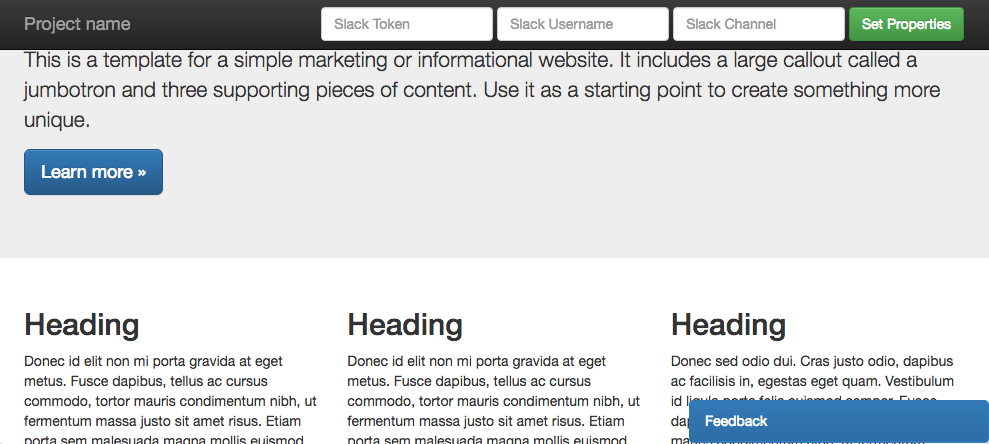 Project name
Slack Token
Slack Username
Slack Channel
Set Properties
This is a template for a simple marketing or informational website. It includes a large callout called a
jumbotron and three supporting pieces of content. Use it as a starting point to create something more
unique.
Learn more »
Heading
Donec id elit non mi porta gravida at eget
metus. Fusce dapibus, tellus ac cursus
commodo, tortor mauris condimentum nibh, ut
fermentum massa justo sit amet risus. Etiam
porta sem malesuada magna mollis euismod
Heading
Donec id elit non mi porta gravida at eget
metus. Fusce dapibus, tellus ac cursus
commodo, tortor mauris condimentum nibh, ut
fermentum massa justo sit amet risus. Etiam
porta sem malesuada magna mollis euismod
Heading
Donec sed odio dui. Cras justo odio, dapibus
ac facilisis in, egestas eget quam. Vestibulum
id ligula porta felis euismod semper. Fusce
Feedback